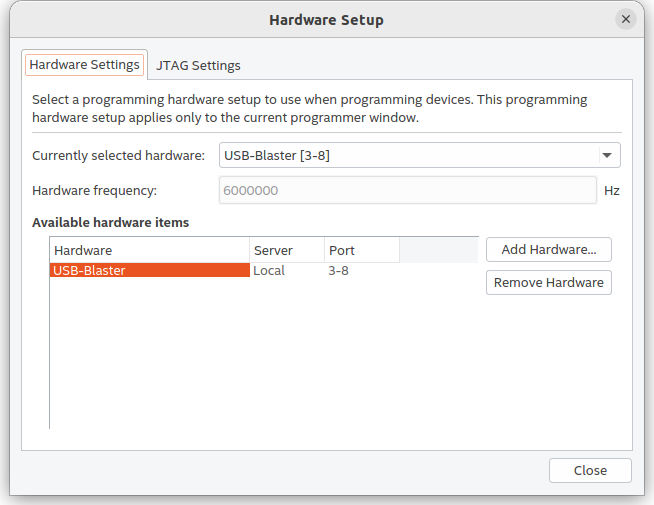 Hardware Setup
Hardware Settings
JTAG Settings
Select a programming hardware setup to use when programming devices. This programming
hardware setup applies only to the current programmer window.
Currently selected hardware:
USB-Blaster [3-8]
Hardware frequency:
6000000
Hz
Available hardware items
Hardware
Server
Port
Add Hardware...
USB-Blaster
Local
3-8
Remove Hardware
Close